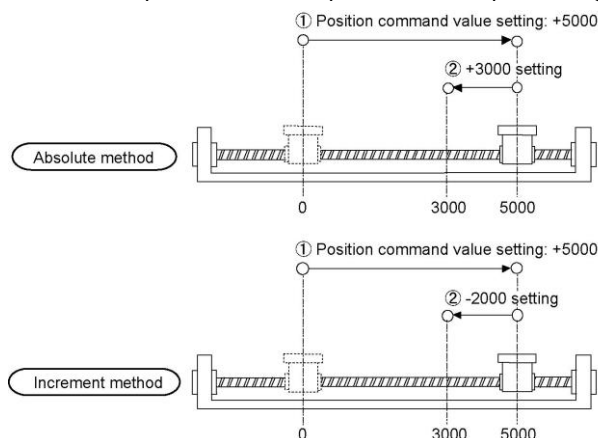 ① Position command value setting: +5000
② +3000 setting
Absolute method
0 3000 5000
① Position command value setting: +5000
② -2000 setting
Increment method
0 3000 5000